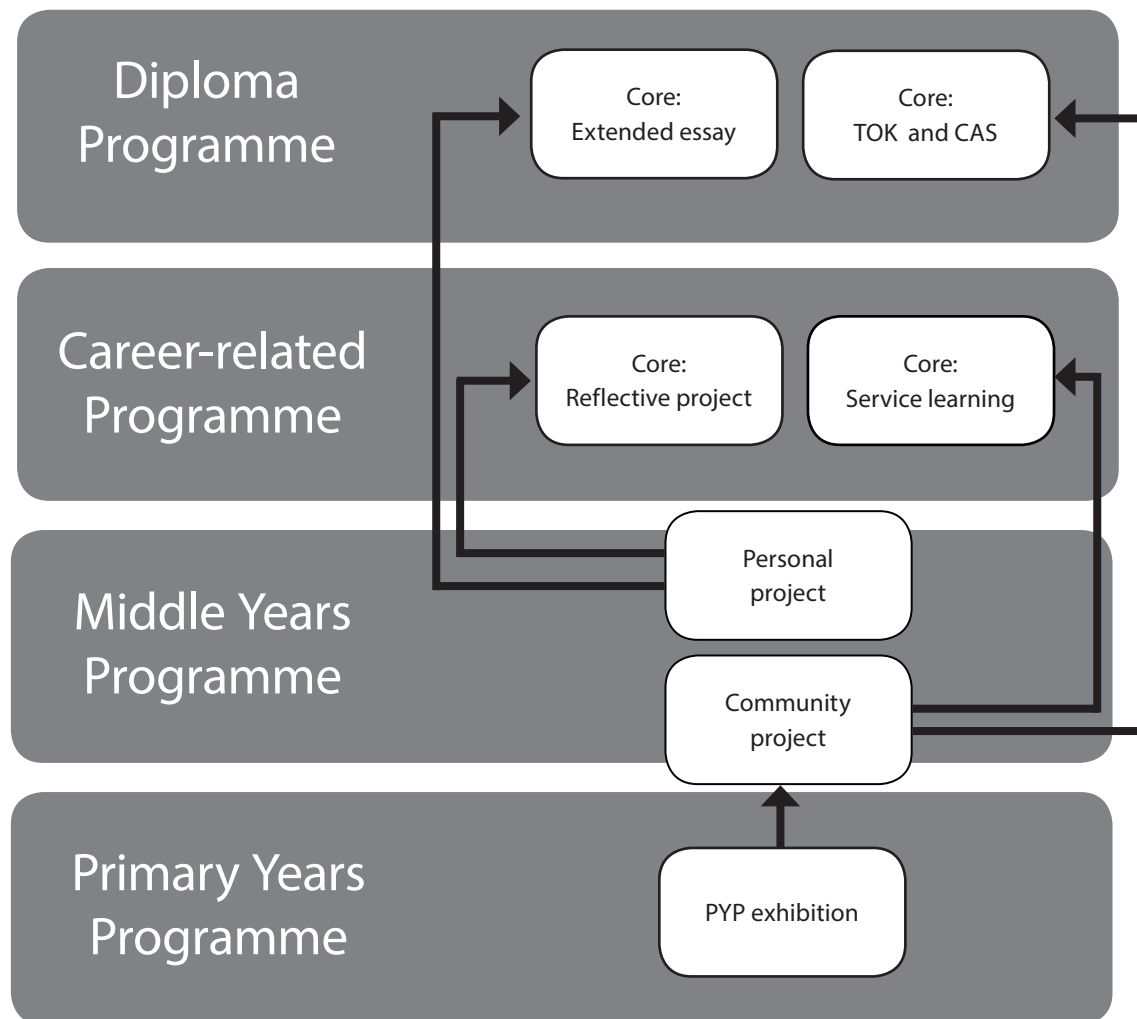 Diploma
Programme
Core:
Extended essay
Core:
TOK and CAS
Career-related
Programme
Core:
Reflective project
Core:
Service learning
Middle Years
Programme
Personal
project
Community
project
Primary Years
Programme
PYP exhibition